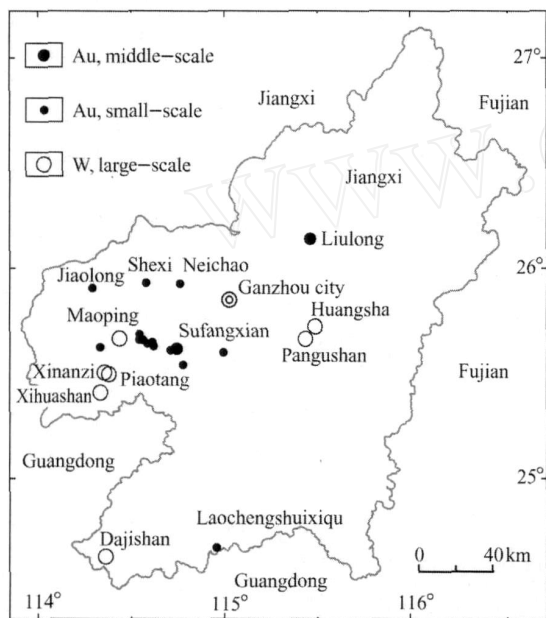 Au, middle−scale
Au, small−scale
W, large−scale
27°
Jiangxi
Fujian
Jiangxi
Liulong
26°
Jiaolong Shexi Neichao
Ganzhou city
Maoping
Huangsha
Sufangxian
Pangushan
Xinanzi Piaotang
Xihuashan
Fujian
Guangdong
25°
Laochengshuixiqu
Dajishan
0 40 km
Guangdong
114° 115° 116°